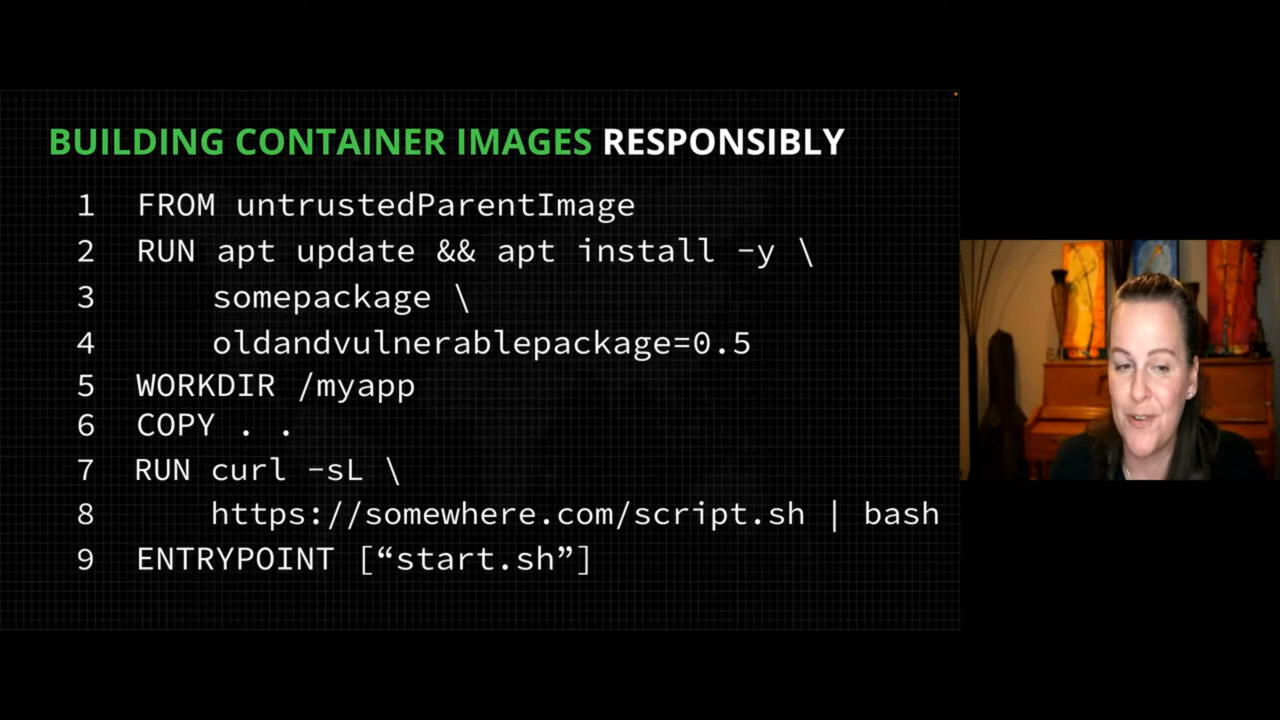 BUILDING CONTAINER IMAGES RESPONSIBLY
1 FROM untrustedParentImage
2 RUN apt update && apt install -y \
3 somepackage \
4 oldandvulnerablepackage=0.5
5 WORKDIR /myapp
6 COPY . .
7 RUN curl -sL \
8 https://somewhere.com/script.sh | bash
9 ENTRYPOINT [“start.sh”]